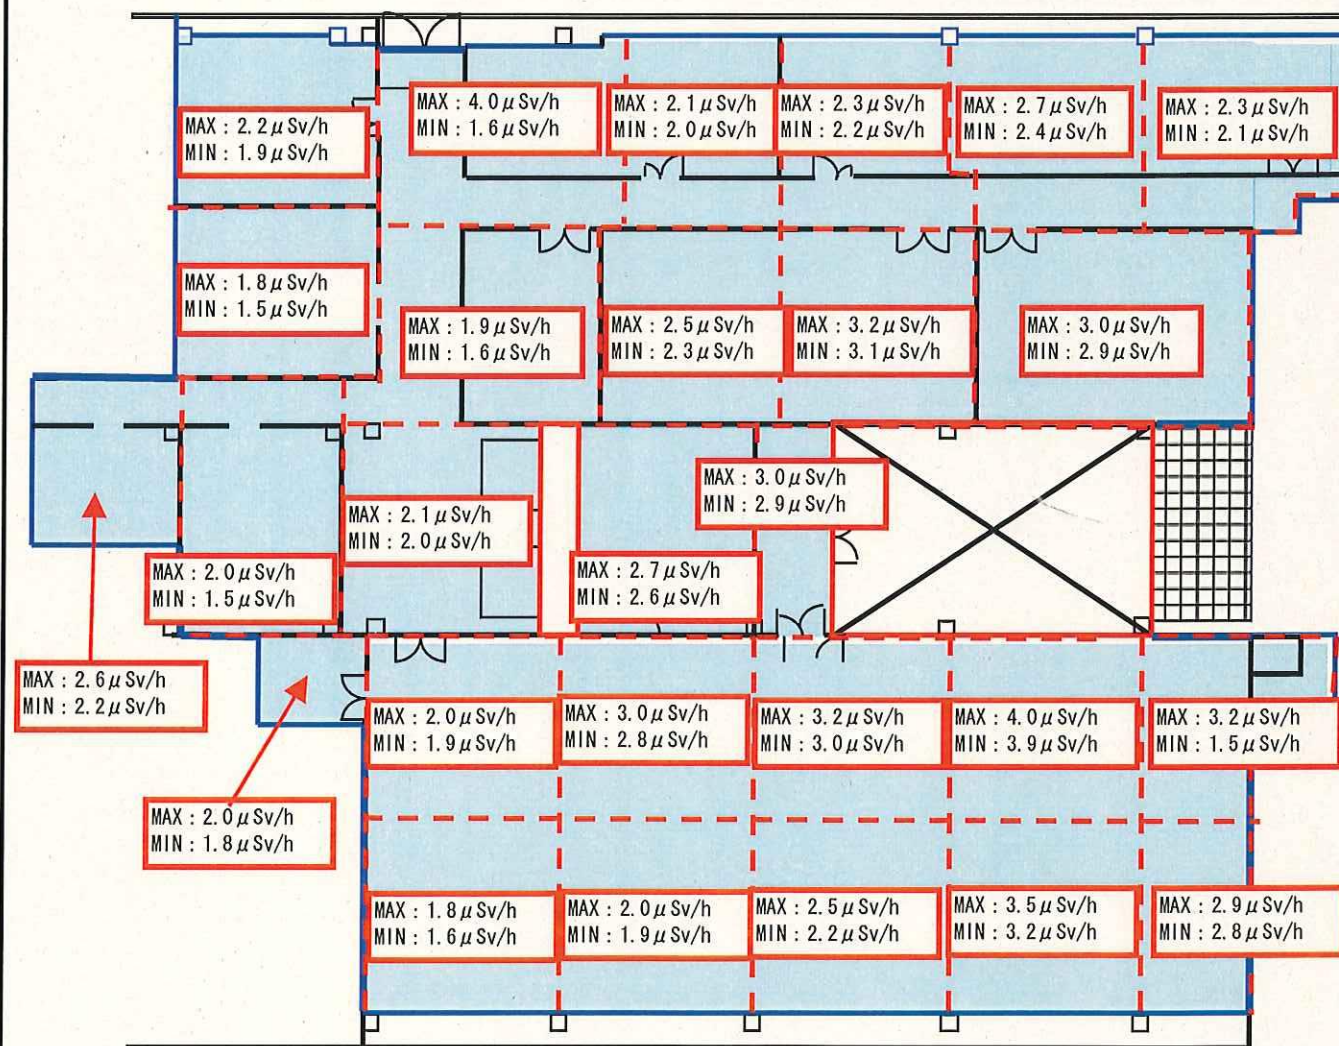 MAX : 4.0μSv/h
MIN : 1.6μSv/h
MAX : 2.1μSv/h
MIN : 2.0μSv/h
MAX : 2.3μSv/h
MIN : 2.2μSv/h
MAX : 2.7μSv/h
MIN : 2.4μSv/h
MAX : 2.3μSv/h
MIN : 2.1μSv/h
MAX : 2.2μSv/h
MIN : 1.9μSv/h
MAX : 1.8μSv/h
MIN : 1.5μSv/h
MAX : 1.9μSv/h
MIN : 1.6μSv/h
MAX : 2.5μSv/h
MIN : 2.3μSv/h
MAX : 3.2μSv/h
MIN : 3.1μSv/h
MAX : 3.0μSv/h
MIN : 2.9μSv/h
MAX : 3.0μSv/h
MIN : 2.9μSv/h
MAX : 2.1μSv/h
MIN : 2.0μSv/h
MAX : 2.0μSv/h
MIN : 1.5μSv/h
MAX : 2.7μSv/h
MIN : 2.6μSv/h
MAX : 2.6μSv/h
MIN : 2.2μSv/h
MAX : 2.0μSv/h
MIN : 1.9μSv/h
MAX : 3.0μSv/h
MIN : 2.8μSv/h
MAX : 3.2μSv/h
MIN : 3.0μSv/h
MAX : 4.0μSv/h
MIN : 3.9μSv/h
MAX : 3.2μSv/h
MIN : 1.5μSv/h
MAX : 2.0μSv/h
MIN : 1.8μSv/h
MAX : 1.8μSv/h
MIN : 1.6μSv/h
MAX : 2.0μSv/h
MIN : 1.9μSv/h
MAX : 2.5μSv/h
MIN : 2.2μSv/h
MAX : 3.5μSv/h
MIN : 3.2μSv/h
MAX : 2.9μSv/h
MIN : 2.8μSv/h